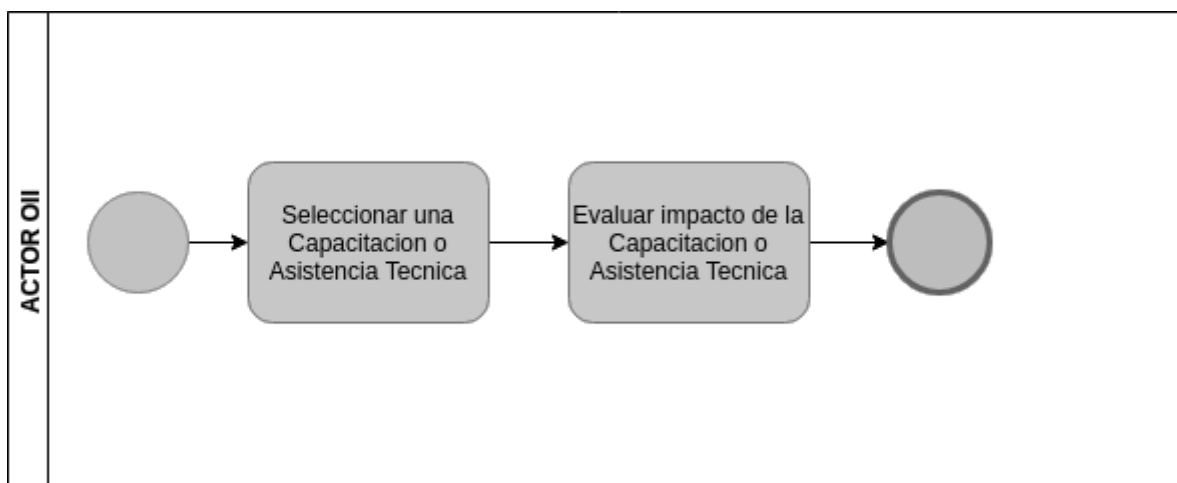 ACTOR OII
Seleccionar una
Capacitacion o
Asistencia Tecnica
Evaluar impacto de la
Capacitacion o
Asistencia Tecnica